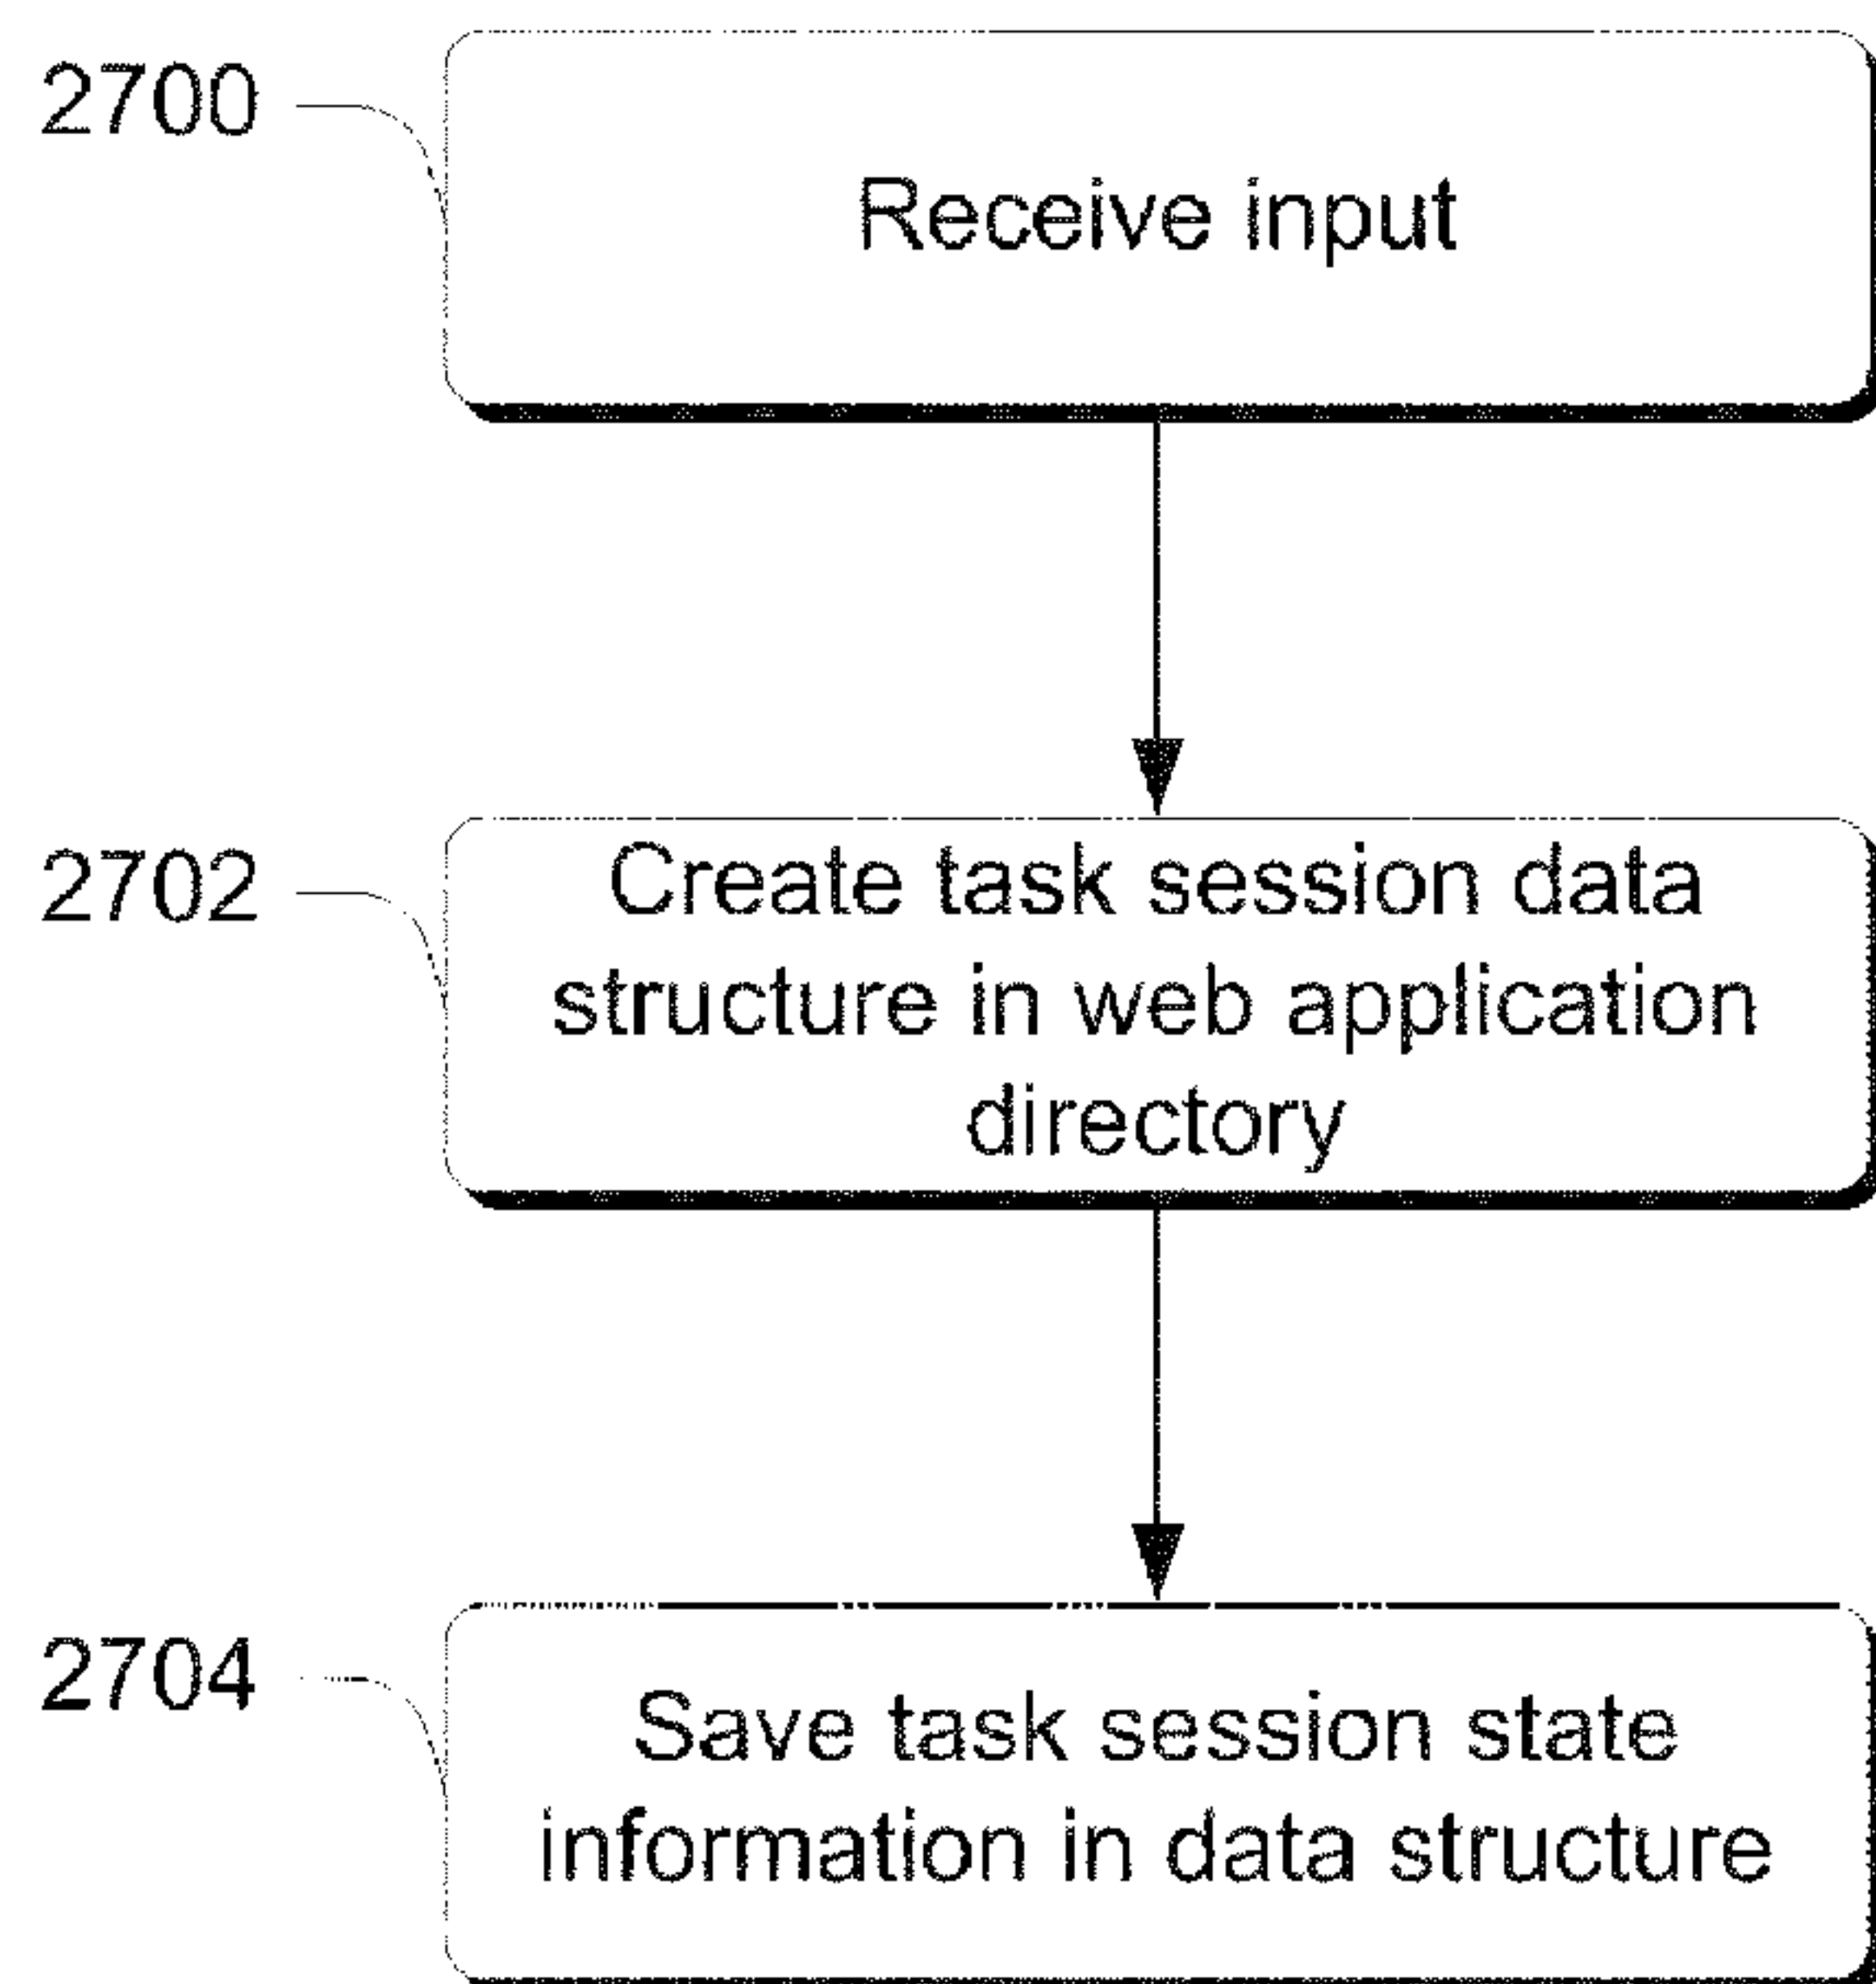 2700
Receive input
2702
Create task session data
structure in web application
directory
2704
Save task session state
information in data structure